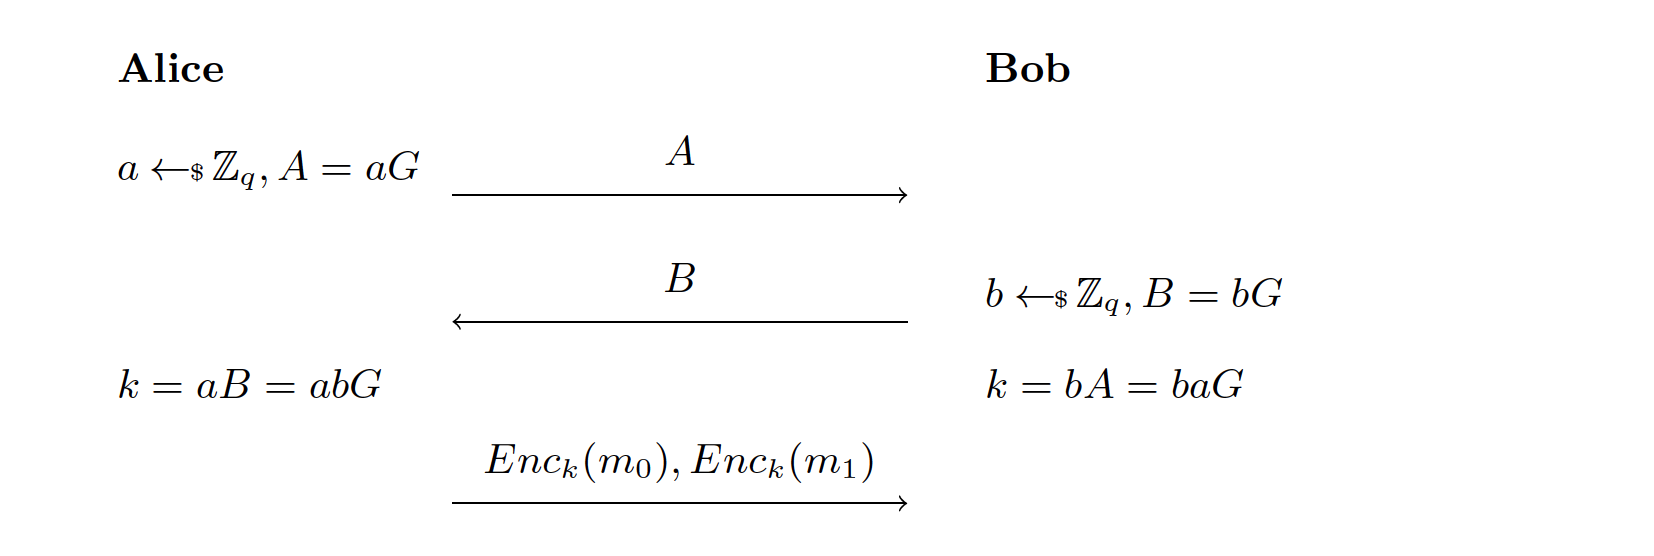 Alice Bob
a ←$ ℤ_q, A = aG A
B b ←$ ℤ_q, B = bG
k = aB = abG k = bA = baG
Enc_k(m_0), Enc_k(m_1)